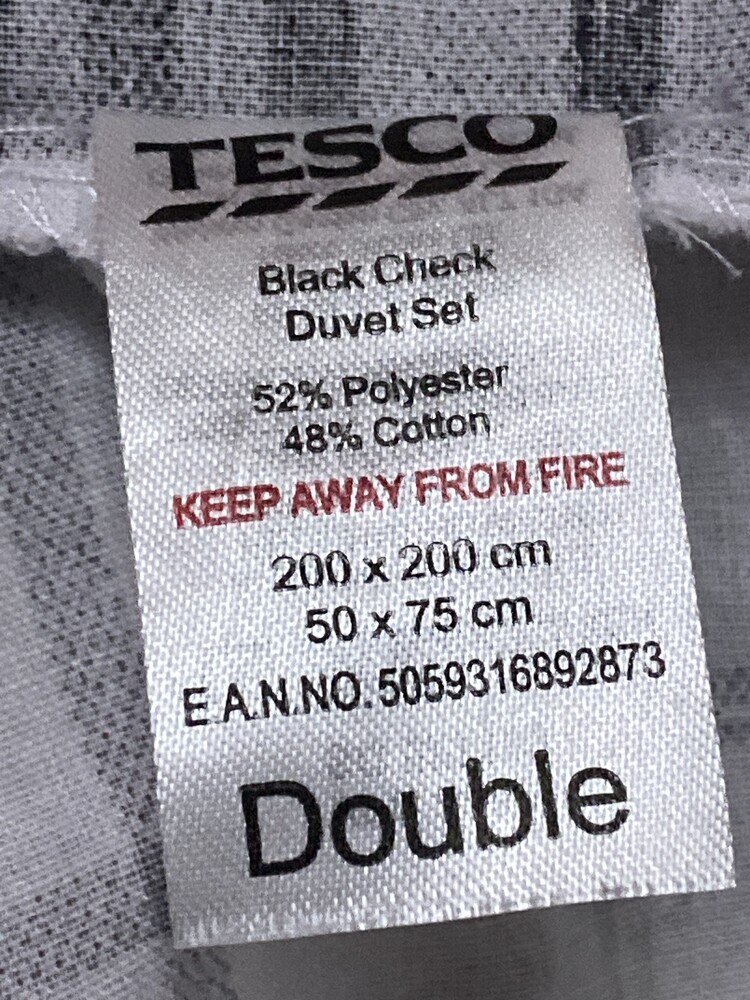 TESCO
Black Check
Duvet Set
52% Polyester
48% Cotton
KEEP AWAY FROM FIRE
200 x 200 cm
50 x 75 cm
E.A.N.NO. 5059316892873
Double